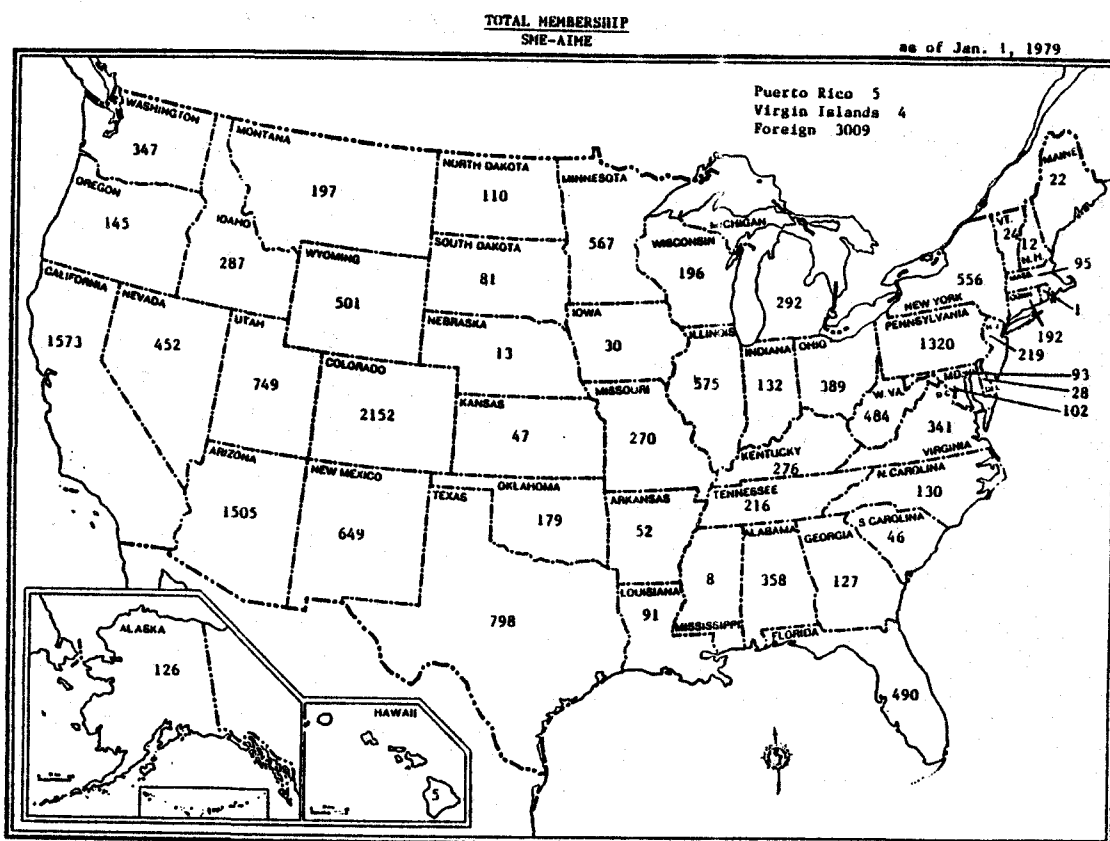 TOTAL MEMBERSHIP
SME-AIME
as of Jan. 1, 1979
Puerto Rico 5
Virgin Islands 4
Foreign 3009
WASHINGTON
347
MONTANA
197
NORTH DAKOTA
110
MINNESOTA
567
MAINE
22
OREGON
145
IDAHO
287
WYOMING
501
SOUTH DAKOTA
81
WISCONSIN
196
MICHIGAN
292
VT.
24
12
N.H.
MASS
95
1
192
219
556
NEW YORK
CALIFORNIA
1573
NEVADA
452
UTAH
749
COLORADO
2152
NEBRASKA
13
IOWA
30
ILLINOIS
575
INDIANA
132
OHIO
389
PENNSYLVANIA
1320
MD.
93
28
102
D.C.
W. VA.
484
341
VIRGINIA
KANSAS
47
MISSOURI
270
KENTUCKY
276
ARIZONA
1505
NEW MEXICO
649
TEXAS
798
OKLAHOMA
179
ARKANSAS
52
TENNESSEE
216
N. CAROLINA
130
S CAROLINA
46
LOUISIANA
91
8
MISSISSIPPI
ALABAMA
358
GEORGIA
127
FLORIDA
490
ALASKA
126
HAWAII
5